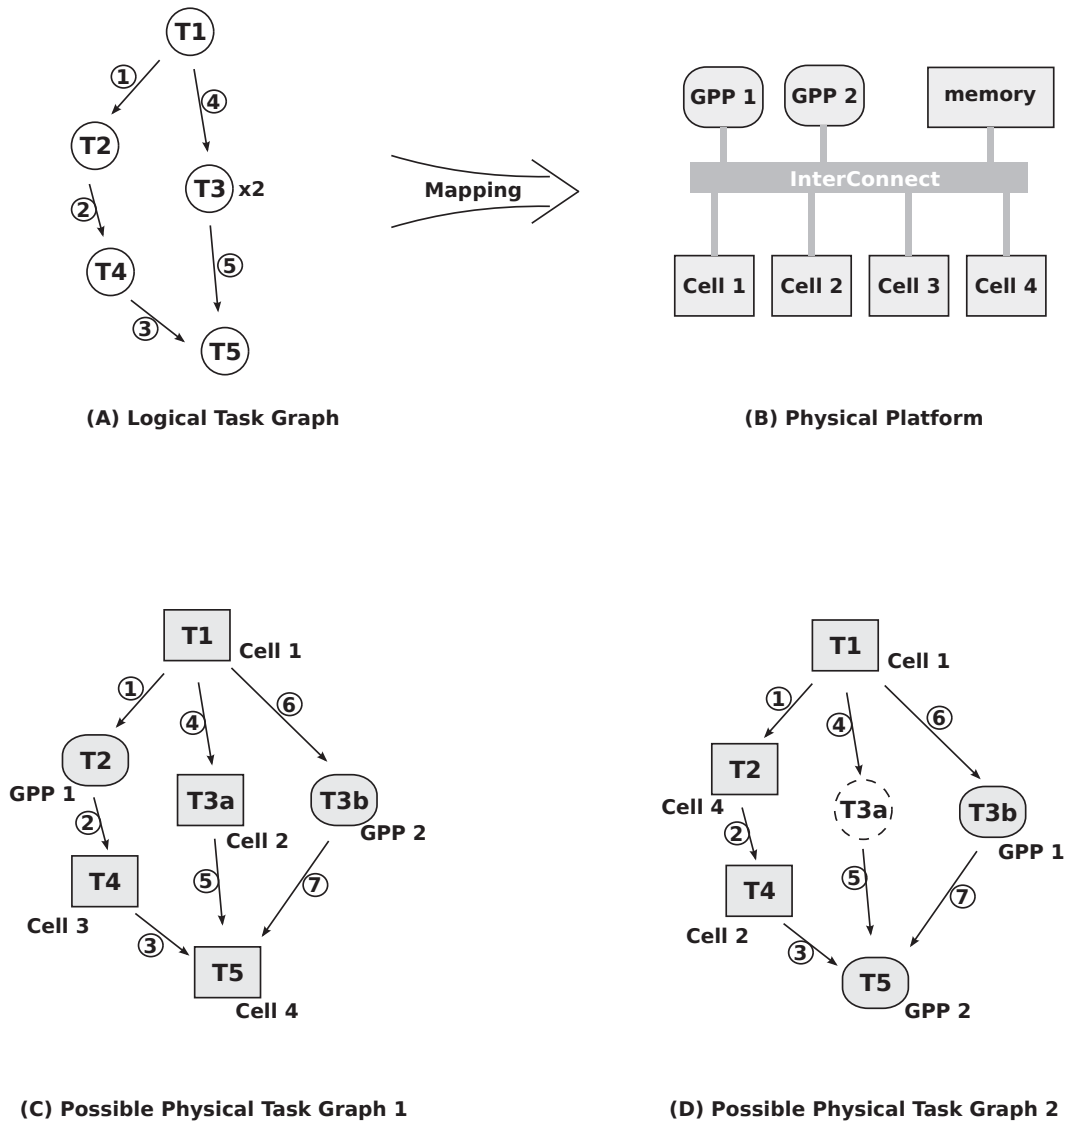 T1
1
4
T2
T3 x2
2
T4
5
3
T5
(A) Logical Task Graph
Mapping
GPP 1
GPP 2
memory
InterConnect
Cell 1
Cell 2
Cell 3
Cell 4
(B) Physical Platform
T1
Cell 1
1
4
6
T2
GPP 1
T3a
Cell 2
T3b
GPP 2
2
T4
Cell 3
5
7
3
T5
Cell 4
(C) Possible Physical Task Graph 1
T1
Cell 1
1
4
6
T2
Cell 4
T3a
T3b
GPP 1
2
T4
Cell 2
5
7
3
T5
GPP 2
(D) Possible Physical Task Graph 2